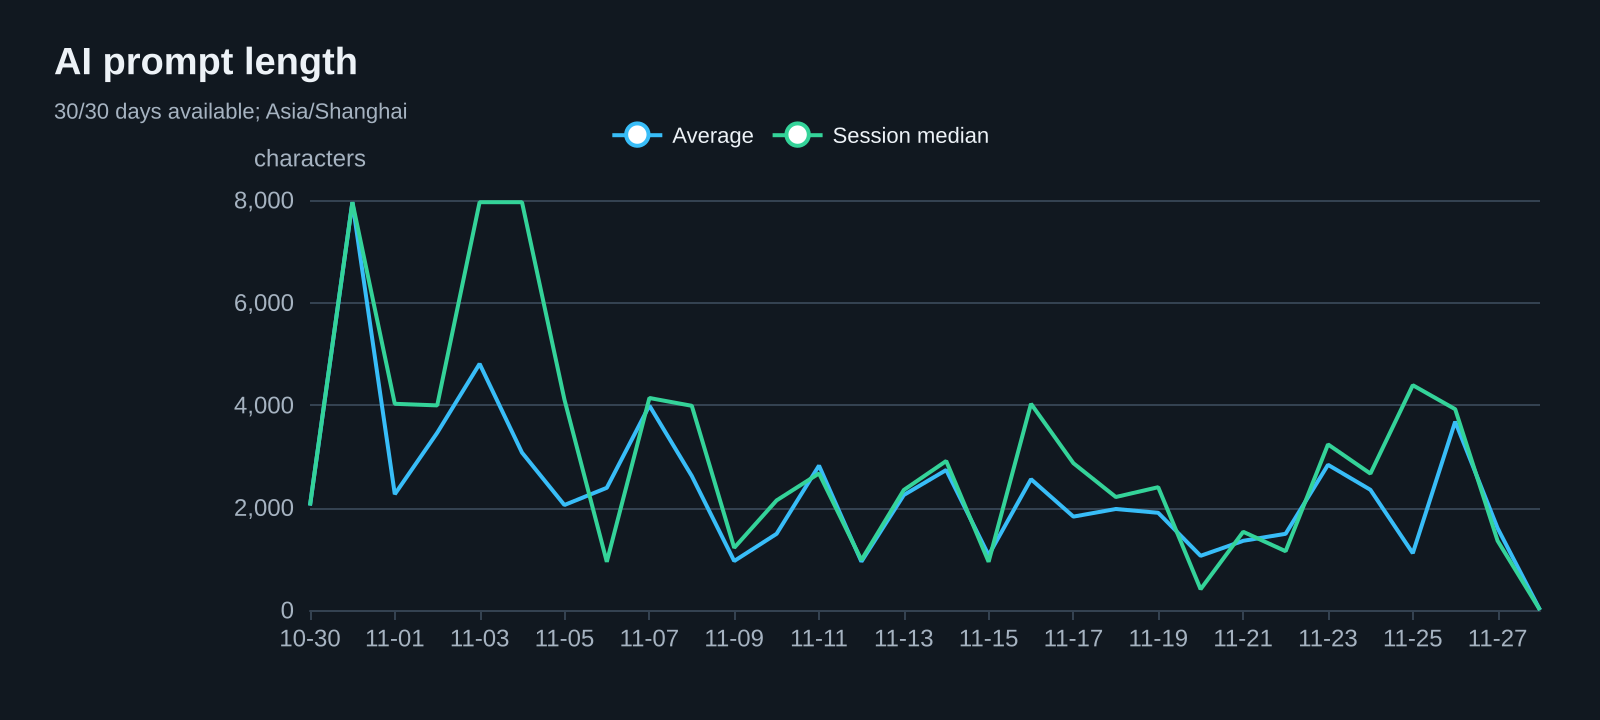 AI prompt length
30/30 days available; Asia/Shanghai
Average Session median
characters
8,000
6,000
4,000
2,000
0
10-30 11-01 11-03 11-05 11-07 11-09 11-11 11-13 11-15 11-17 11-19 11-21 11-23 11-25 11-27